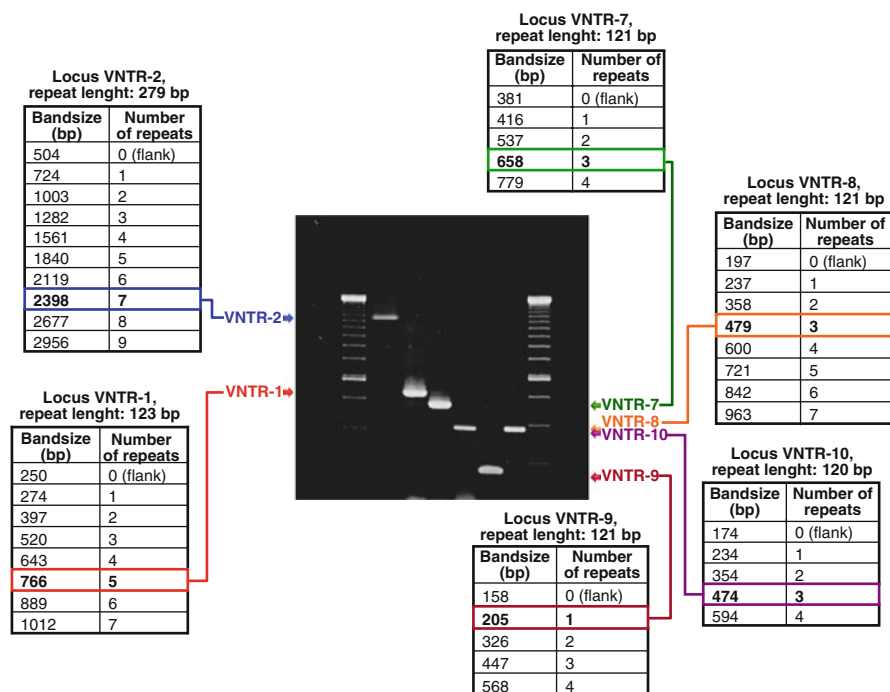 Locus VNTR-7,
repeat lenght: 121 bp
Bandsize (bp) Number of repeats
381 0 (flank)
416 1
537 2
658 3
779 4
Locus VNTR-2,
repeat lenght: 279 bp
Bandsize (bp) Number of repeats
504 0 (flank)
724 1
1003 2
1282 3
1561 4
1840 5
2119 6
2398 7
2677 8
2956 9
Locus VNTR-8,
repeat lenght: 121 bp
Bandsize (bp) Number of repeats
197 0 (flank)
237 1
358 2
479 3
600 4
721 5
842 6
963 7
VNTR-2
VNTR-1
VNTR-7
VNTR-8
VNTR-10
VNTR-9
Locus VNTR-1,
repeat lenght: 123 bp
Bandsize (bp) Number of repeats
250 0 (flank)
274 1
397 2
520 3
643 4
766 5
889 6
1012 7
Locus VNTR-10,
repeat lenght: 120 bp
Bandsize (bp) Number of repeats
174 0 (flank)
234 1
354 2
474 3
594 4
Locus VNTR-9,
repeat lenght: 121 bp
Bandsize (bp) Number of repeats
158 0 (flank)
205 1
326 2
447 3
568 4